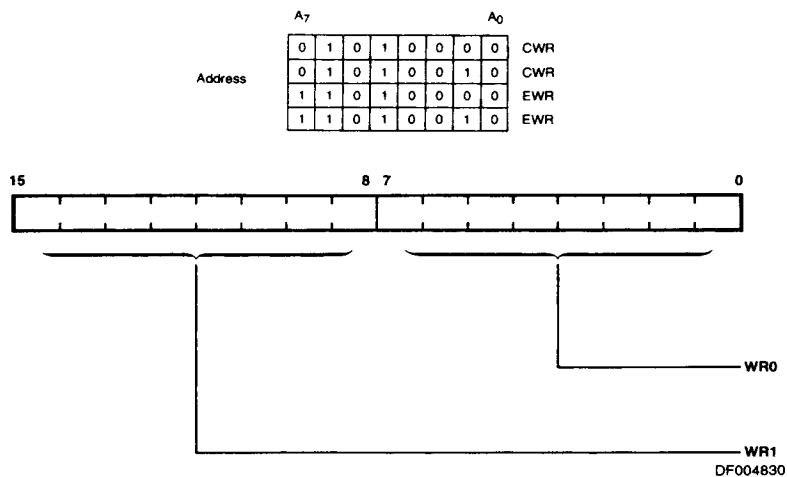 A7 A0
0 1 0 1 0 0 0 0 CWR
0 1 0 1 0 0 1 0 CWR
Address
1 1 0 1 0 0 0 0 EWR
1 1 0 1 0 0 1 0 EWR
15 8 7 0
WR0
WR1
DF004830